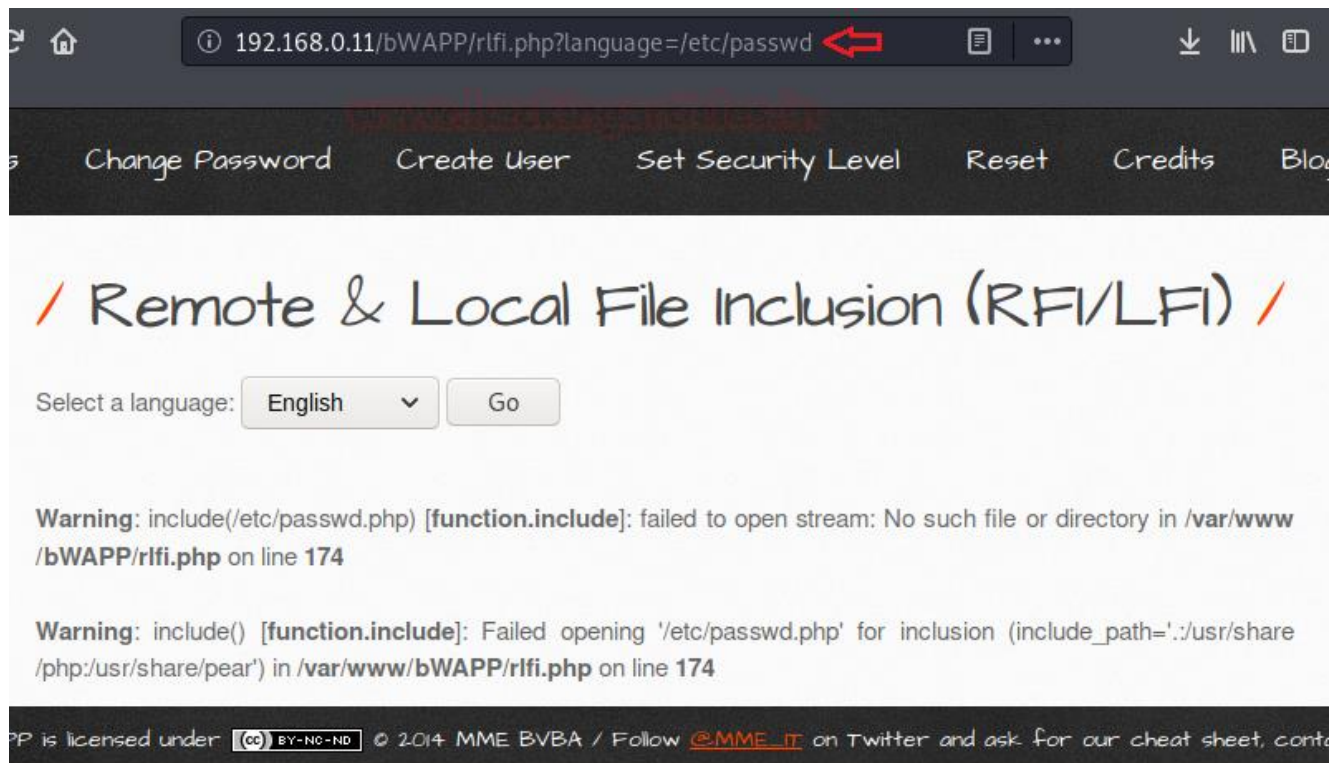 192.168.0.11/bWAPP/rlfi.php?language=/etc/passwd
Change Password Create User Set Security Level Reset Credits
/ Remote & Local File Inclusion (RFI/LFI) /
Select a language: English Go
Warning: include(/etc/passwd.php) [function.include]: failed to open stream: No such file or directory in /var/www
/bWAPP/rlfi.php on line 174
Warning: include() [function.include]: Failed opening '/etc/passwd.php' for inclusion (include_path='.:/usr/share
/php:/usr/share/pear') in /var/www/bWAPP/rlfi.php on line 174
is licensed under (cc) BY-NC-ND © 2014 MME BVBA / Follow @MME_IT on Twitter and ask for our cheat sheet,